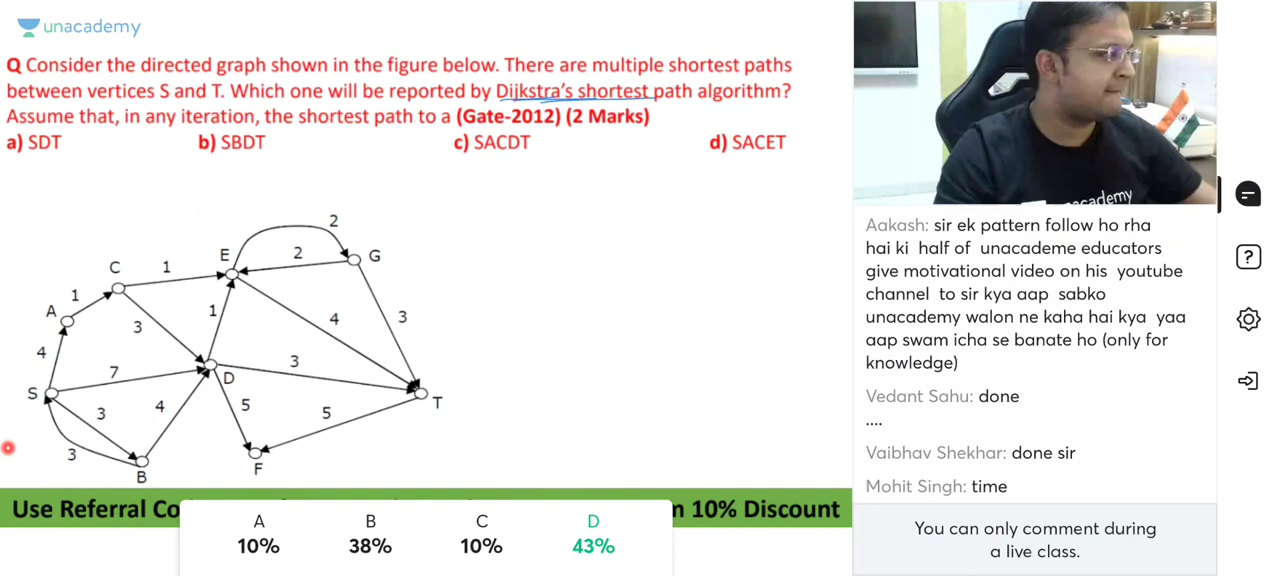 unacademy
Q Consider the directed graph shown in the figure below. There are multiple shortest paths
between vertices S and T. Which one will be reported by Dijkstra's shortest path algorithm?
Assume that, in any iteration, the shortest path to a (Gate-2012) (2 Marks)
a) SDT b) SBDT c) SACDT d) SACET
2
E 2 G
C 1
1
A 1 4 3
3
4
7 D 3
S T
3 4 5 5
3
B F
Use Referral Co
m 10% Discount
A B C D
10% 38% 10% 43%
academy
Aakash: sir ek pattern follow ho rha
hai ki half of unacademe educators
give motivational video on his youtube
channel to sir kya aap sabko
unacademy walon ne kaha hai kya yaa
aap swam icha se banate ho (only for
knowledge)
Vedant Sahu: done
....
Vaibhav Shekhar: done sir
Mohit Singh: time
You can only comment during
a live class.
?